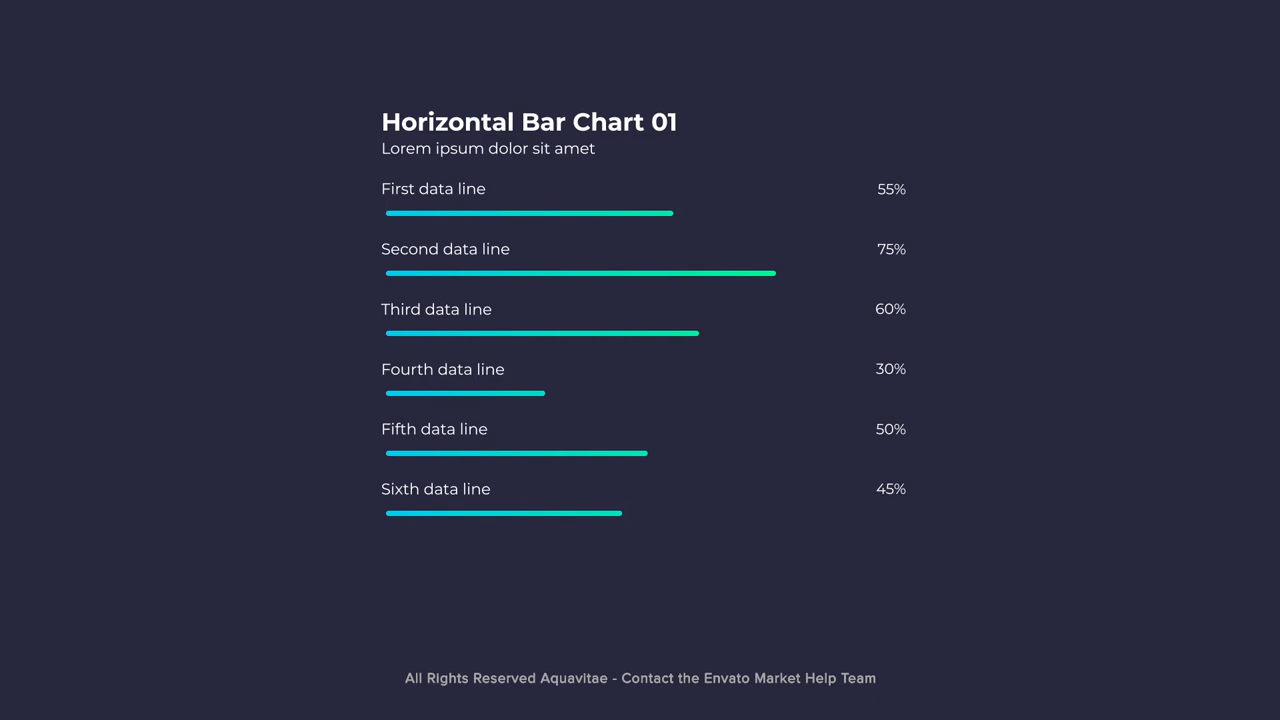 Horizontal Bar Chart 01
Lorem ipsum dolor sit amet
First data line 55%
Second data line 75%
Third data line 60%
Fourth data line 30%
Fifth data line 50%
Sixth data line 45%
All Rights Reserved Aquavitae - Contact the Envato Market Help Team